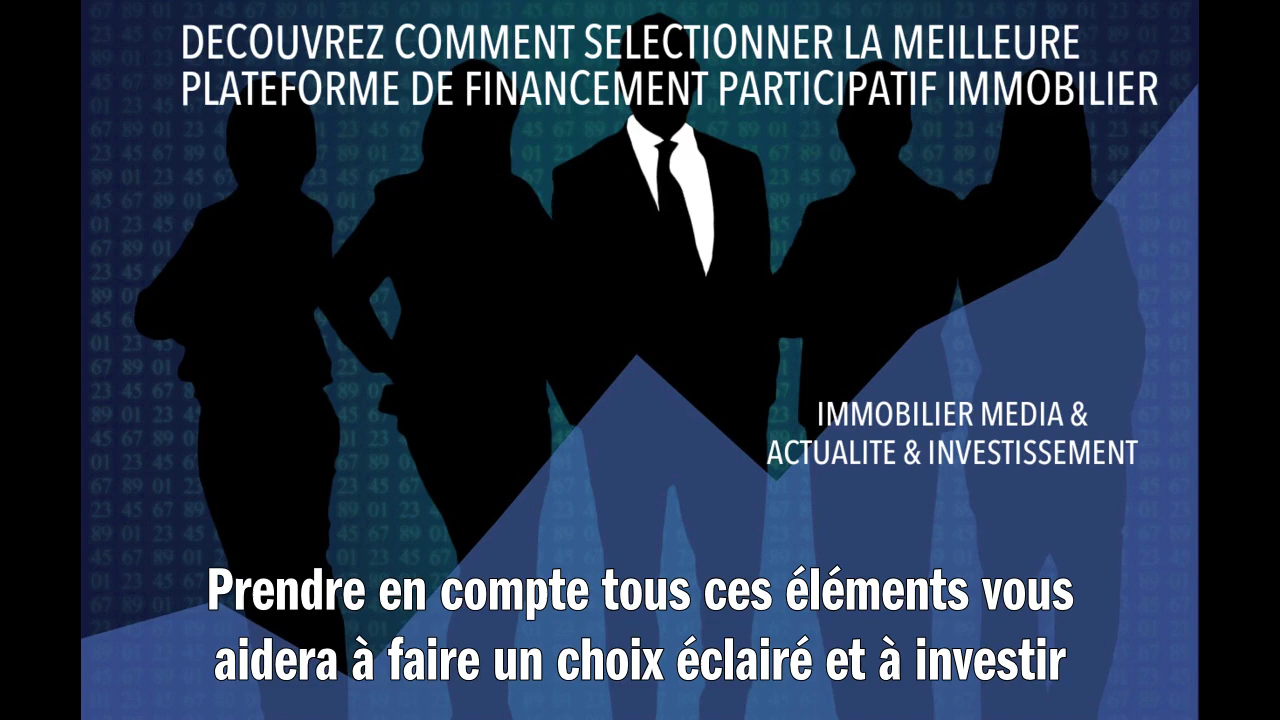 DECOUVREZ COMMENT SELECTIONNER LA MEILLEURE
PLATEFORME DE FINANCEMENT PARTICIPATIF IMMOBILIER
IMMOBILIER MEDIA &
ACTUALITE & INVESTISSEMENT
Prendre en compte tous ces éléments vous
aidera à faire un choix éclairé et à investir